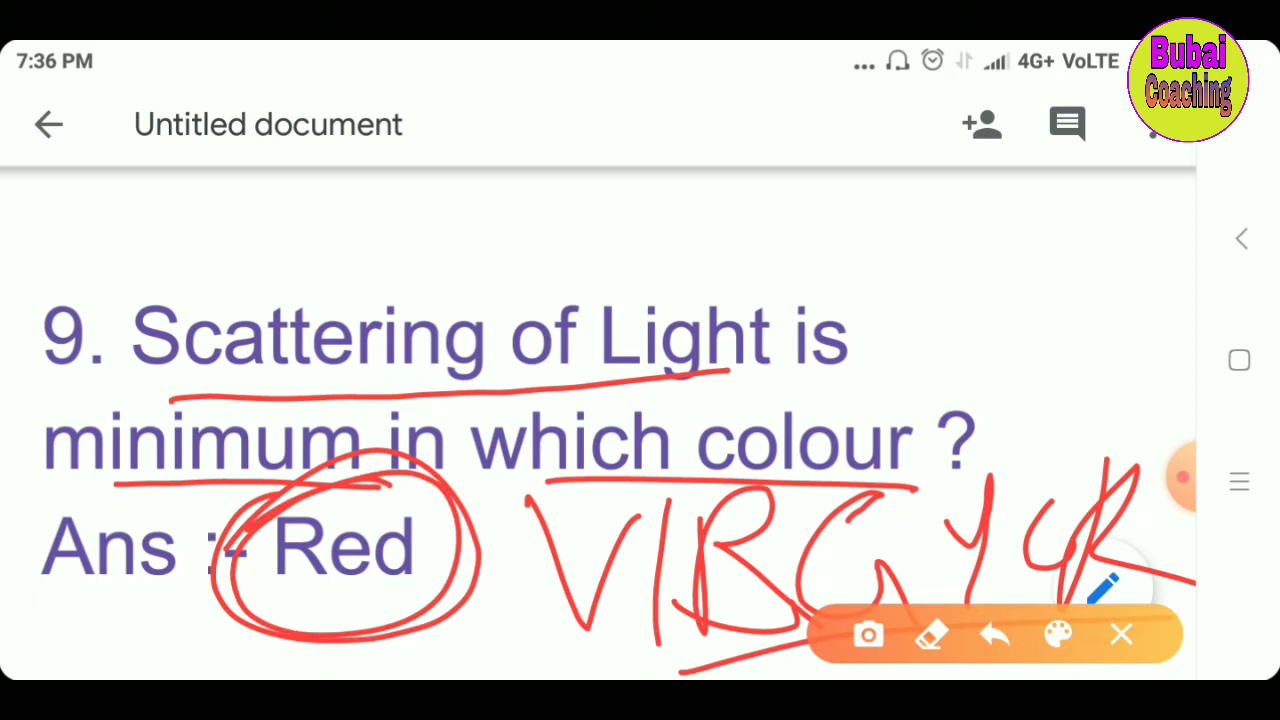 7:36 PM
... 4G+ VoLTE
Bubai
Coaching
Untitled document
9. Scattering of Light is
minimum in which colour ?
Ans :- Red
VIBGYOR